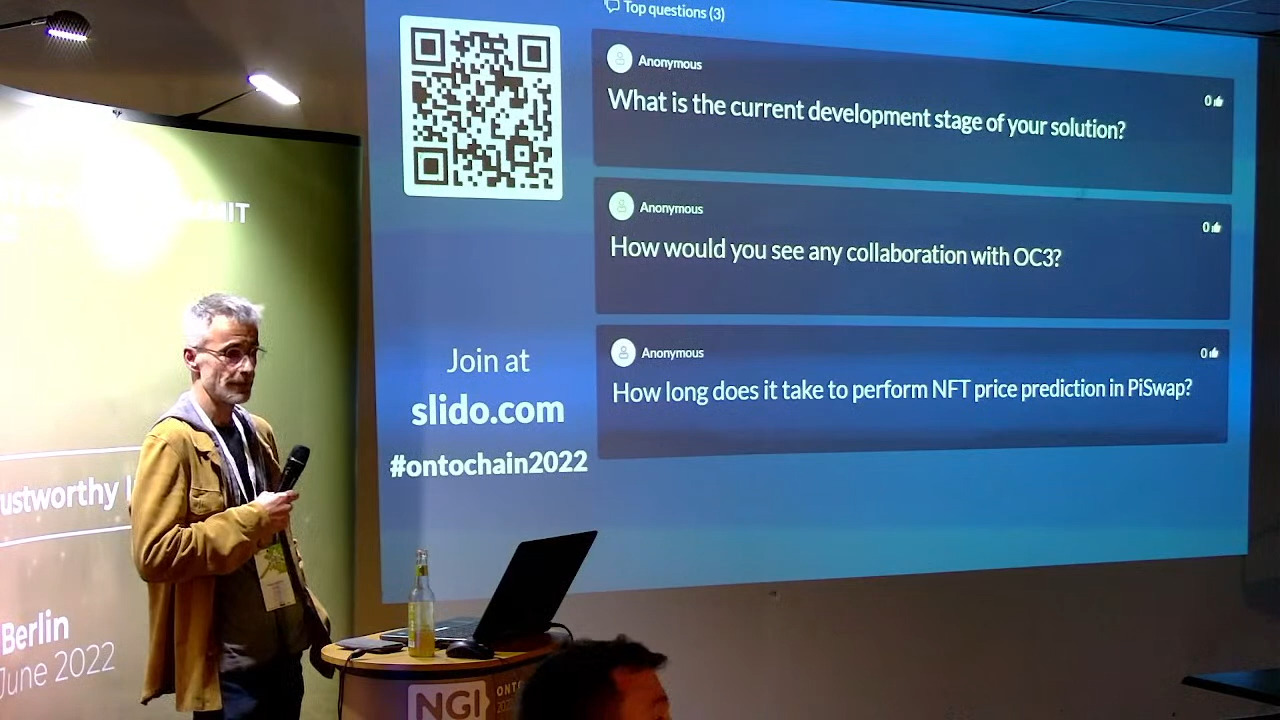 Top questions (3)
Anonymous
0
What is the current development stage of your solution?
Anonymous
0
How would you see any collaboration with OC3?
Anonymous
0
How long does it take to perform NFT price prediction in PiSwap?
Join at
slido.com
#ontochain2022
Berlin
June 2022
NGI